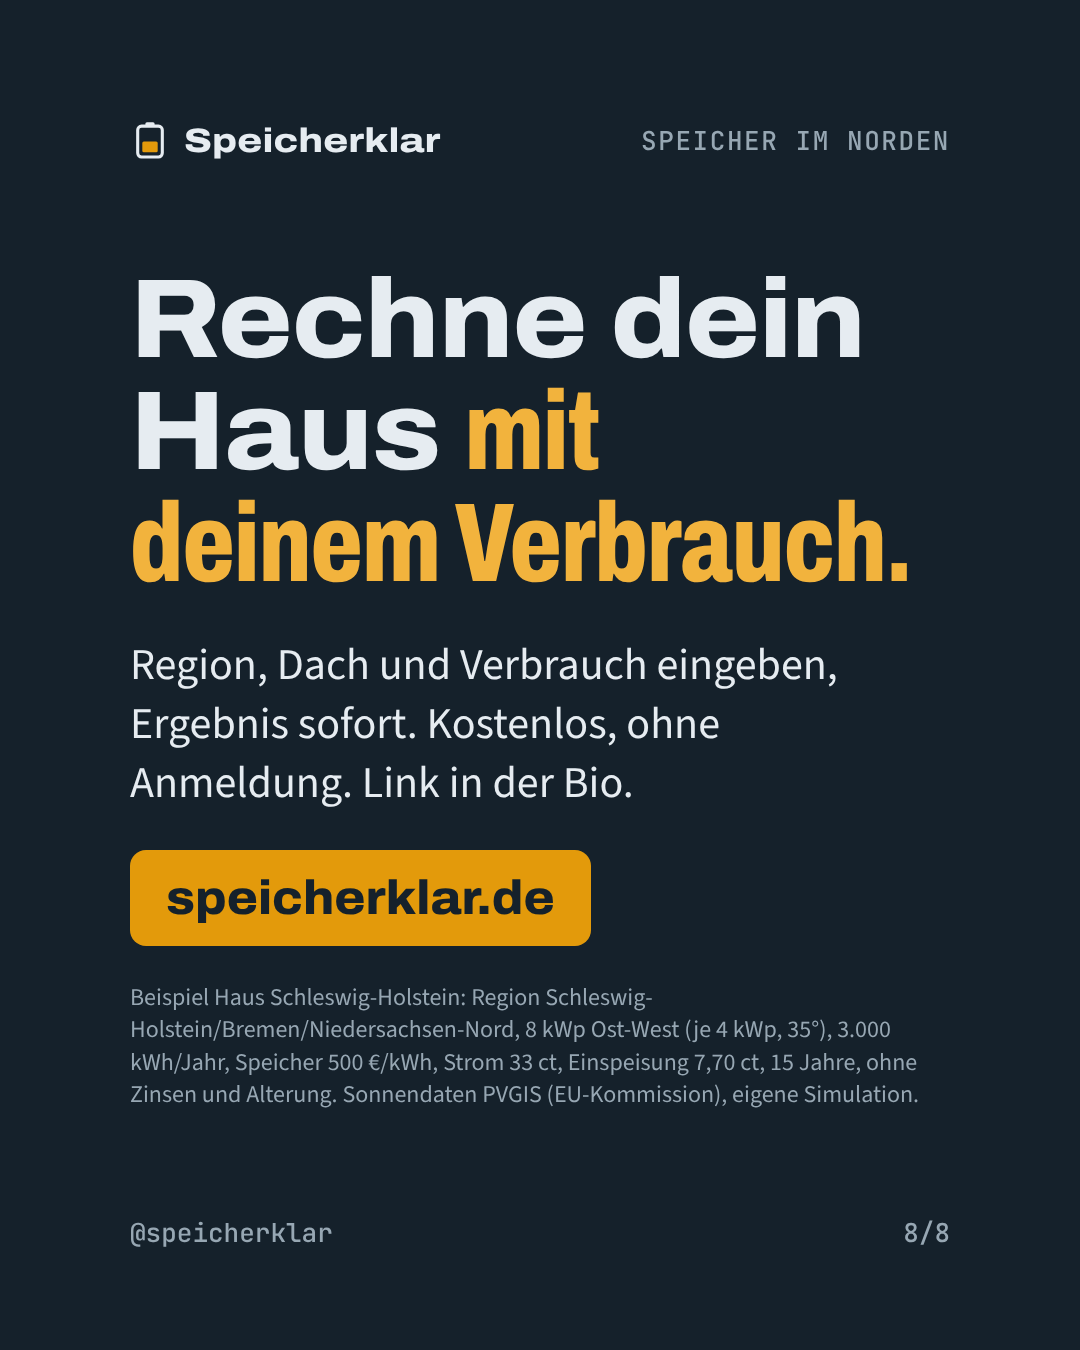 Speicherklar
SPEICHER IM NORDEN
Rechne dein
Haus mit
deinem Verbrauch.
Region, Dach und Verbrauch eingeben,
Ergebnis sofort. Kostenlos, ohne
Anmeldung. Link in der Bio.
speicherklar.de
Beispiel Haus Schleswig-Holstein: Region Schleswig-
Holstein/Bremen/Niedersachsen-Nord, 8 kWp Ost-West (je 4 kWp, 35°), 3.000
kWh/Jahr, Speicher 500 €/kWh, Strom 33 ct, Einspeisung 7,70 ct, 15 Jahre, ohne
Zinsen und Alterung. Sonnendaten PVGIS (EU-Kommission), eigene Simulation.
@speicherklar
8/8